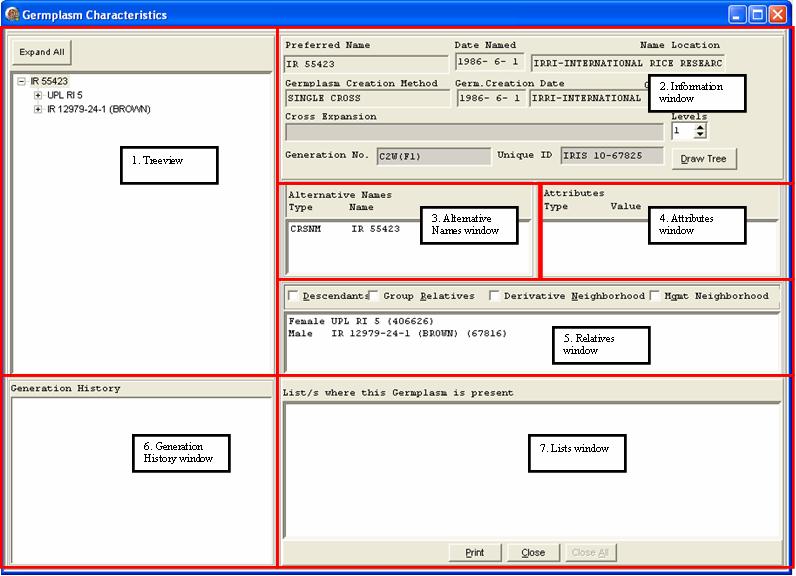 Germplasm Characteristics
Expand All
IR 55423
UPL RI 5
IR 12979-24-1 (BROWN)
1. Treeview
Preferred Name Date Named Name Location
IR 55423 1986- 6- 1 IRRI-INTERNATIONAL RICE RESEARC
Germplasm Creation Method Germ.Creation Date
SINGLE CROSS 1986- 6- 1 IRRI-INTERNATIONAL
2. Information
window
Cross Expansion Levels
1
Generation No. C2W(F1) Unique ID IRIS 10-67825 Draw Tree
Alternative Names
Type Name
CRSNM IR 55423
3. Alternative
Names window
Attributes
Type Value
4. Attributes
window
Descendants Group Relatives Derivative Neighborhood Mgmt Neighborhood
Female UPL RI 5 (406626)
Male IR 12979-24-1 (BROWN) (67816)
5. Relatives
window
Generation History
6. Generation
History window
List/s where this Germplasm is present
7. Lists window
Print Close Close All